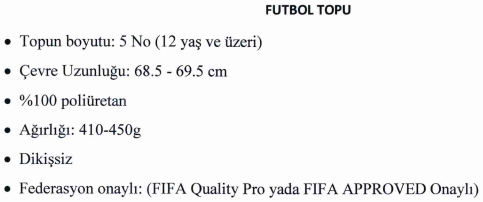 FUTBOL TOPU
• Topun boyutu: 5 No (12 yaş ve üzeri)
• Çevre Uzunluğu: 68.5 - 69.5 cm
• %100 poliüretan
• Ağırlığı: 410-450g
• Dikişsiz
• Federasyon onaylı: (FIFA Quality Pro yada FIFA APPROVED Onaylı)